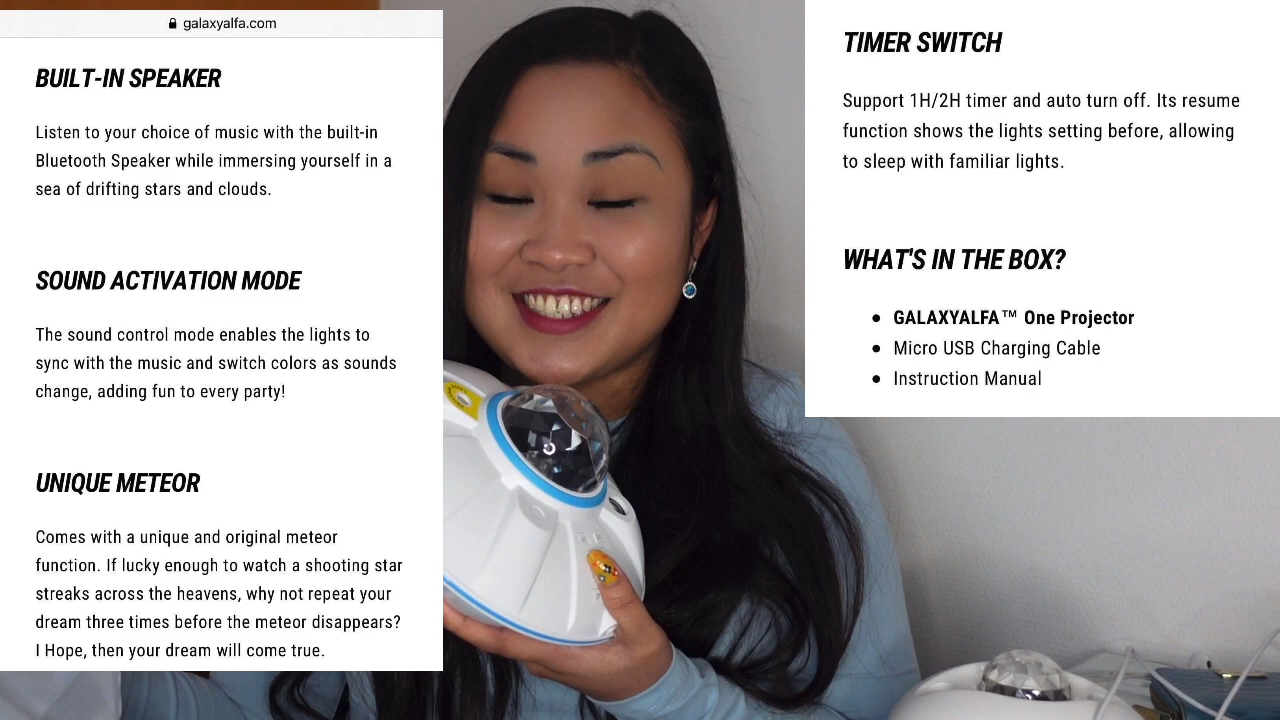 galaxyalfa.com
BUILT-IN SPEAKER
Listen to your choice of music with the built-in
Bluetooth Speaker while immersing yourself in a
sea of drifting stars and clouds.
SOUND ACTIVATION MODE
The sound control mode enables the lights to
sync with the music and switch colors as sounds
change, adding fun to every party!
UNIQUE METEOR
Comes with a unique and original meteor
function. If lucky enough to watch a shooting star
streaks across the heavens, why not repeat your
dream three times before the meteor disappears?
I Hope, then your dream will come true.
TIMER SWITCH
Support 1H/2H timer and auto turn off. Its resume
function shows the lights setting before, allowing
to sleep with familiar lights.
WHAT'S IN THE BOX?
● GALAXYALFA™ One Projector
● Micro USB Charging Cable
● Instruction Manual